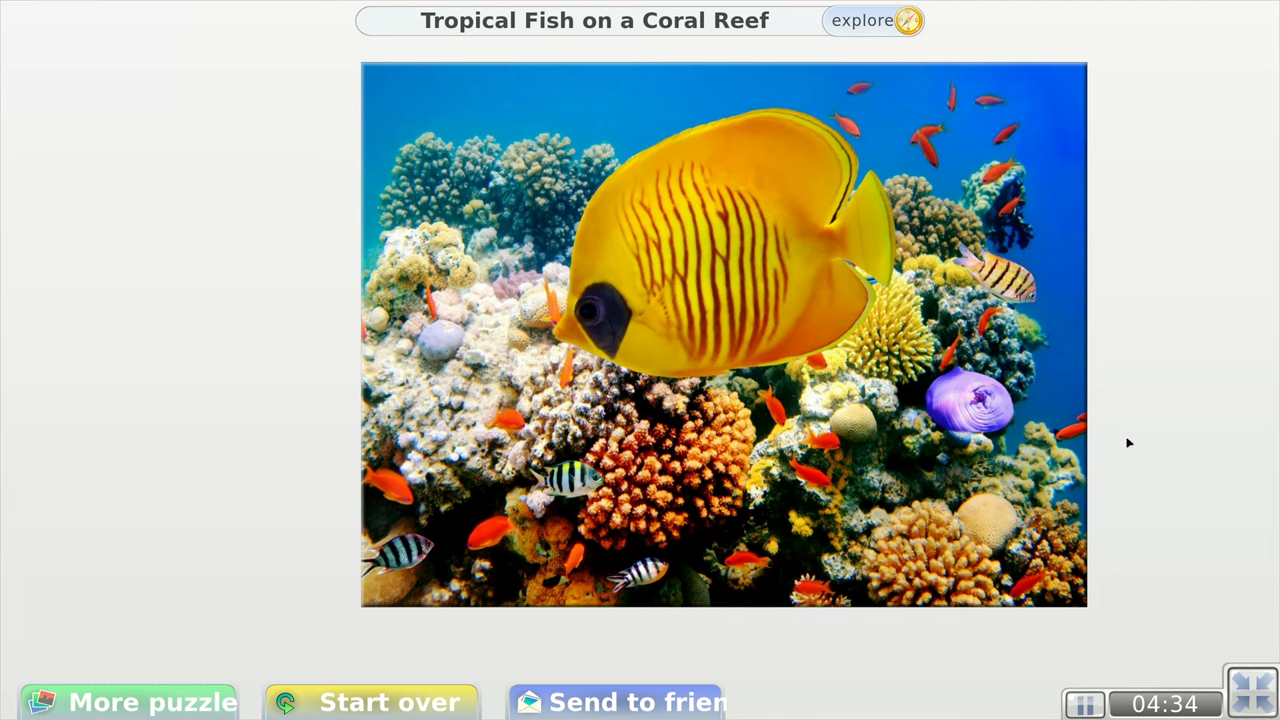 Tropical Fish on a Coral Reef
explore
More puzzle
Start over
Send to frien
04:34